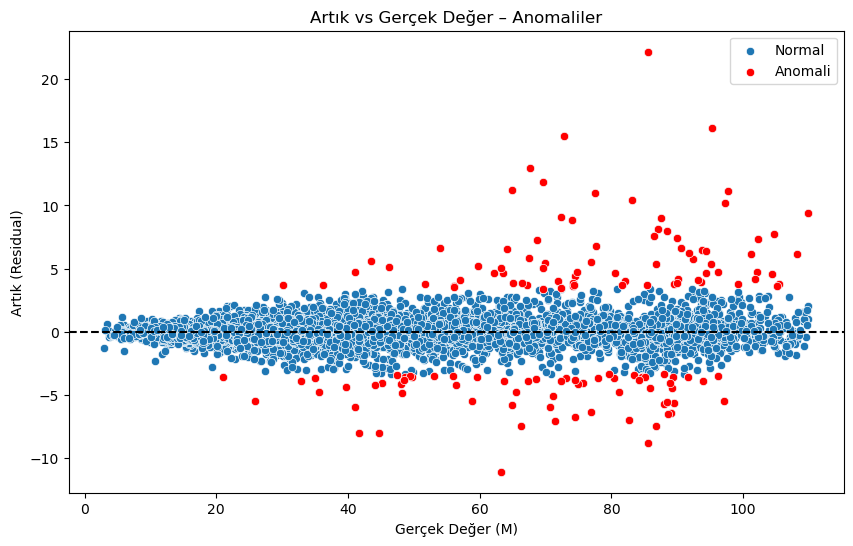 Artık vs Gerçek Değer – Anomaliler
Normal
Anomali
Artık (Residual)
20
15
10
5
0
−5
−10
0 20 40 60 80 100
Gerçek Değer (M)